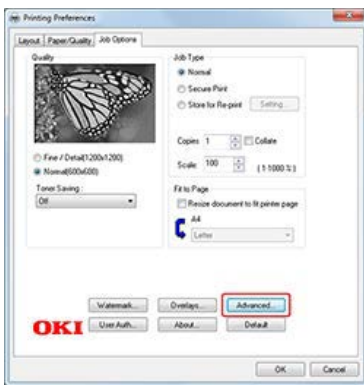 Printing Preferences
Layout Paper/Quality Job Options
Quality
Fine / Detail(1200x1200)
Normal(600x600)
Toner Saving :
Off
Job Type
Normal
Secure Print
Store for Re-print Setting...
Copies 1 Collate
Scale: 100 (1-1000 %)
Fit to Page
Resize document to fit printer page
A4
Letter
Watermark... Overlays... Advanced...
OKI User Auth... About... Default
OK Cancel